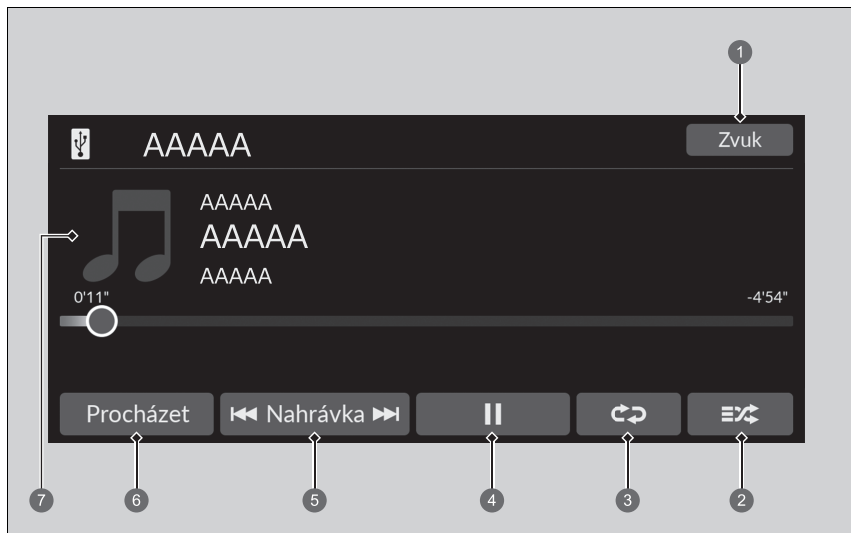 1
AAAAA
Zvuk
AAAAA
AAAAA
AAAAA
0'11"
-4'54"
Procházet
Nahrávka
7
6
5
4
3
2